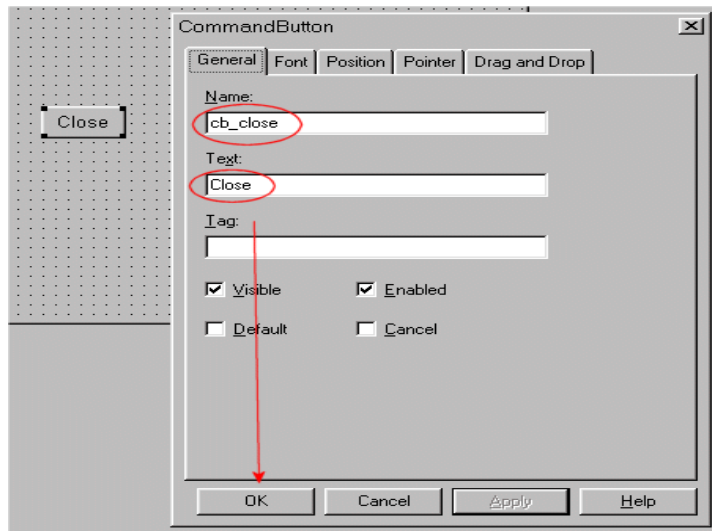 CommandButton
General Font Position Pointer Drag and Drop
Close
Name:
cb_close
Text:
Close
Tag:
Visible Enabled
Default Cancel
OK Cancel Apply Help